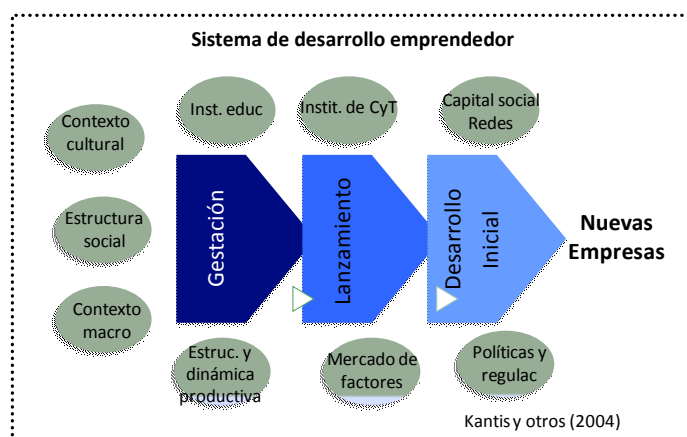 Sistema de desarrollo emprendedor
Inst. educ
Instit. de CyT
Capital social
Redes
Contexto
cultural
Estructura
social
Contexto
macro
Gestación
Lanzamiento
Desarrollo
Inicial
Nuevas
Empresas
Estruc. y
dinámica
productiva
Mercado de
factores
Políticas y
regulac
Kantis y otros (2004)